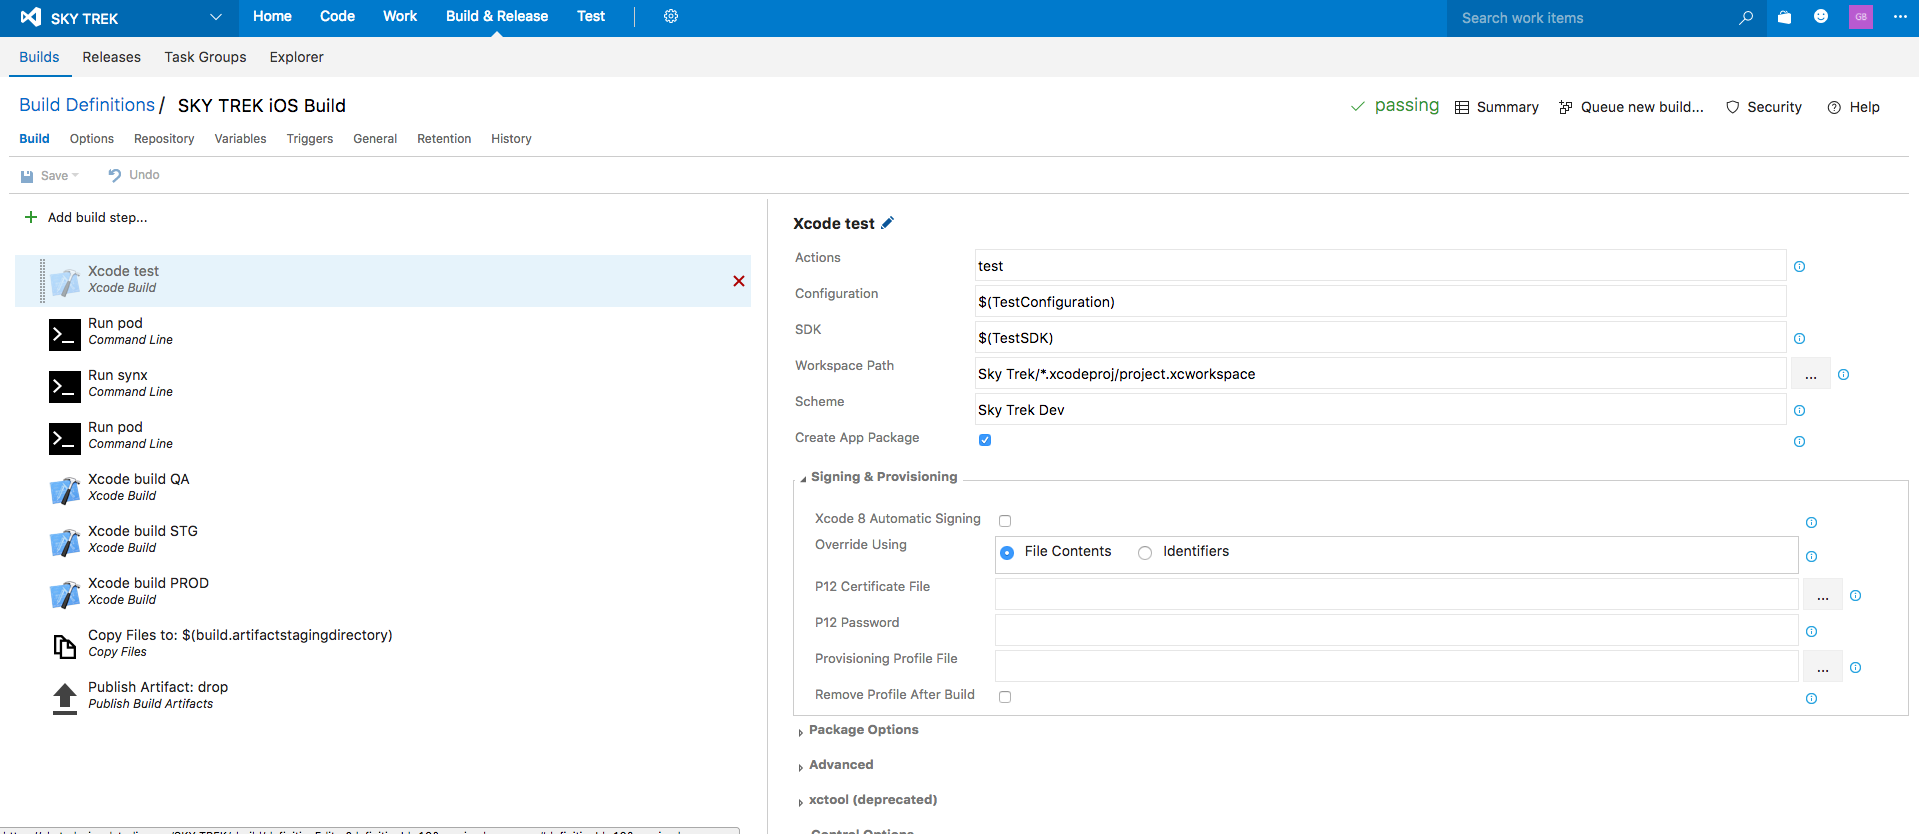 SKY TREK
Home Code Work Build & Release Test
Search work items
GB
Builds Releases Task Groups Explorer
Build Definitions / SKY TREK iOS Build
passing Summary Queue new build... Security Help
Build Options Repository Variables Triggers General Retention History
Save Undo
Add build step...
Xcode test
Xcode Build
Run pod
Command Line
Run synx
Command Line
Run pod
Command Line
Xcode build QA
Xcode Build
Xcode build STG
Xcode Build
Xcode build PROD
Xcode Build
Copy Files to: $(build.artifactstagingdirectory)
Copy Files
Publish Artifact: drop
Publish Build Artifacts
Xcode test
Actions test
Configuration $(TestConfiguration)
SDK $(TestSDK)
Workspace Path Sky Trek/*.xcodeproj/project.xcworkspace ...
Scheme Sky Trek Dev
Create App Package
Signing & Provisioning
Xcode 8 Automatic Signing
Override Using File Contents Identifiers
P12 Certificate File ...
P12 Password
Provisioning Profile File ...
Remove Profile After Build
Package Options
Advanced
xctool (deprecated)
Control Options